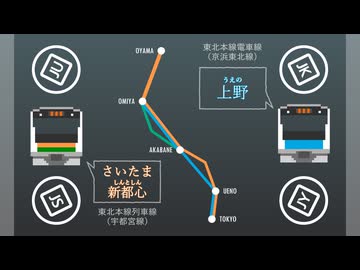 OYAMA
東北本線電車線
(京浜東北線)
JU
JK
うえの
上野
OMIYA
AKABANE
さいたま
しんとしん
新都心
UENO
JS
東北本線列車線
(宇都宮線)
TOKYO